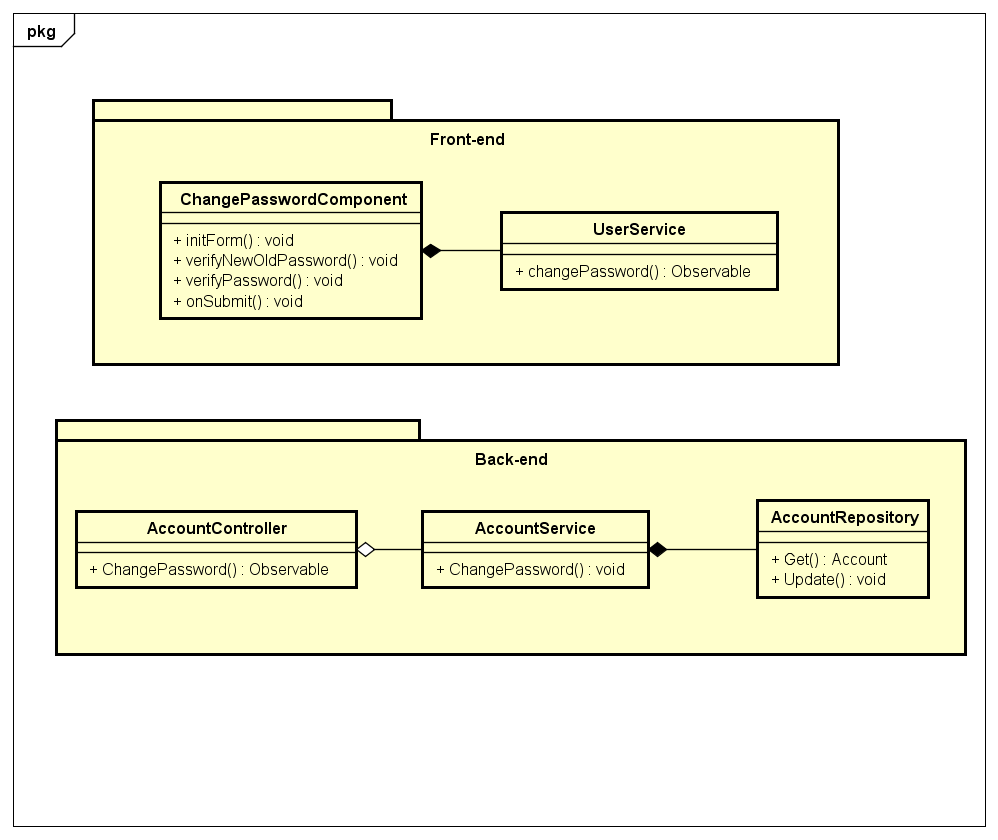 pkg
Front-end
ChangePasswordComponent
+ initForm() : void
+ verifyNewOldPassword() : void
+ verifyPassword() : void
+ onSubmit() : void
UserService
+ changePassword() : Observable
Back-end
AccountController
+ ChangePassword() : Observable
AccountService
+ ChangePassword() : void
AccountRepository
+ Get() : Account
+ Update() : void